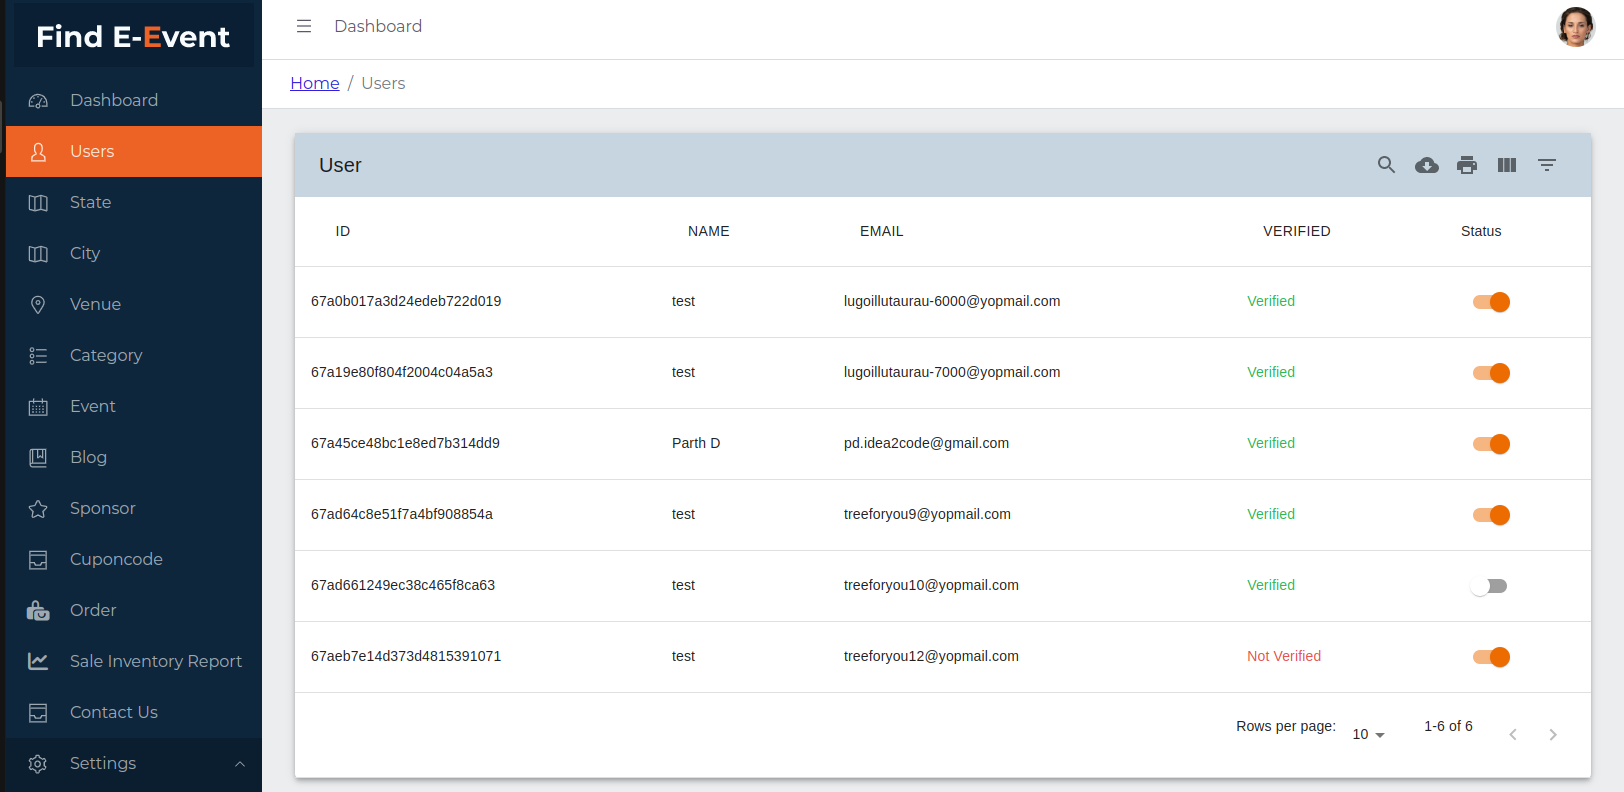 Find E-Event
Dashboard
Users
State
City
Venue
Category
Event
Blog
Sponsor
Cuponcode
Order
Sale Inventory Report
Contact Us
Settings
Dashboard
Home / Users
User
ID NAME EMAIL VERIFIED Status
67a0b017a3d24edeb722d019 test lugoillutaurau-6000@yopmail.com Verified
67a19e80f804f2004c04a5a3 test lugoillutaurau-7000@yopmail.com Verified
67a45ce48bc1e8ed7b314dd9 Parth D pd.idea2code@gmail.com Verified
67ad64c8e51f7a4bf908854a test treeforyou9@yopmail.com Verified
67ad661249ec38c465f8ca63 test treeforyou10@yopmail.com Verified
67aeb7e14d373d4815391071 test treeforyou12@yopmail.com Not Verified
Rows per page: 10 1-6 of 6